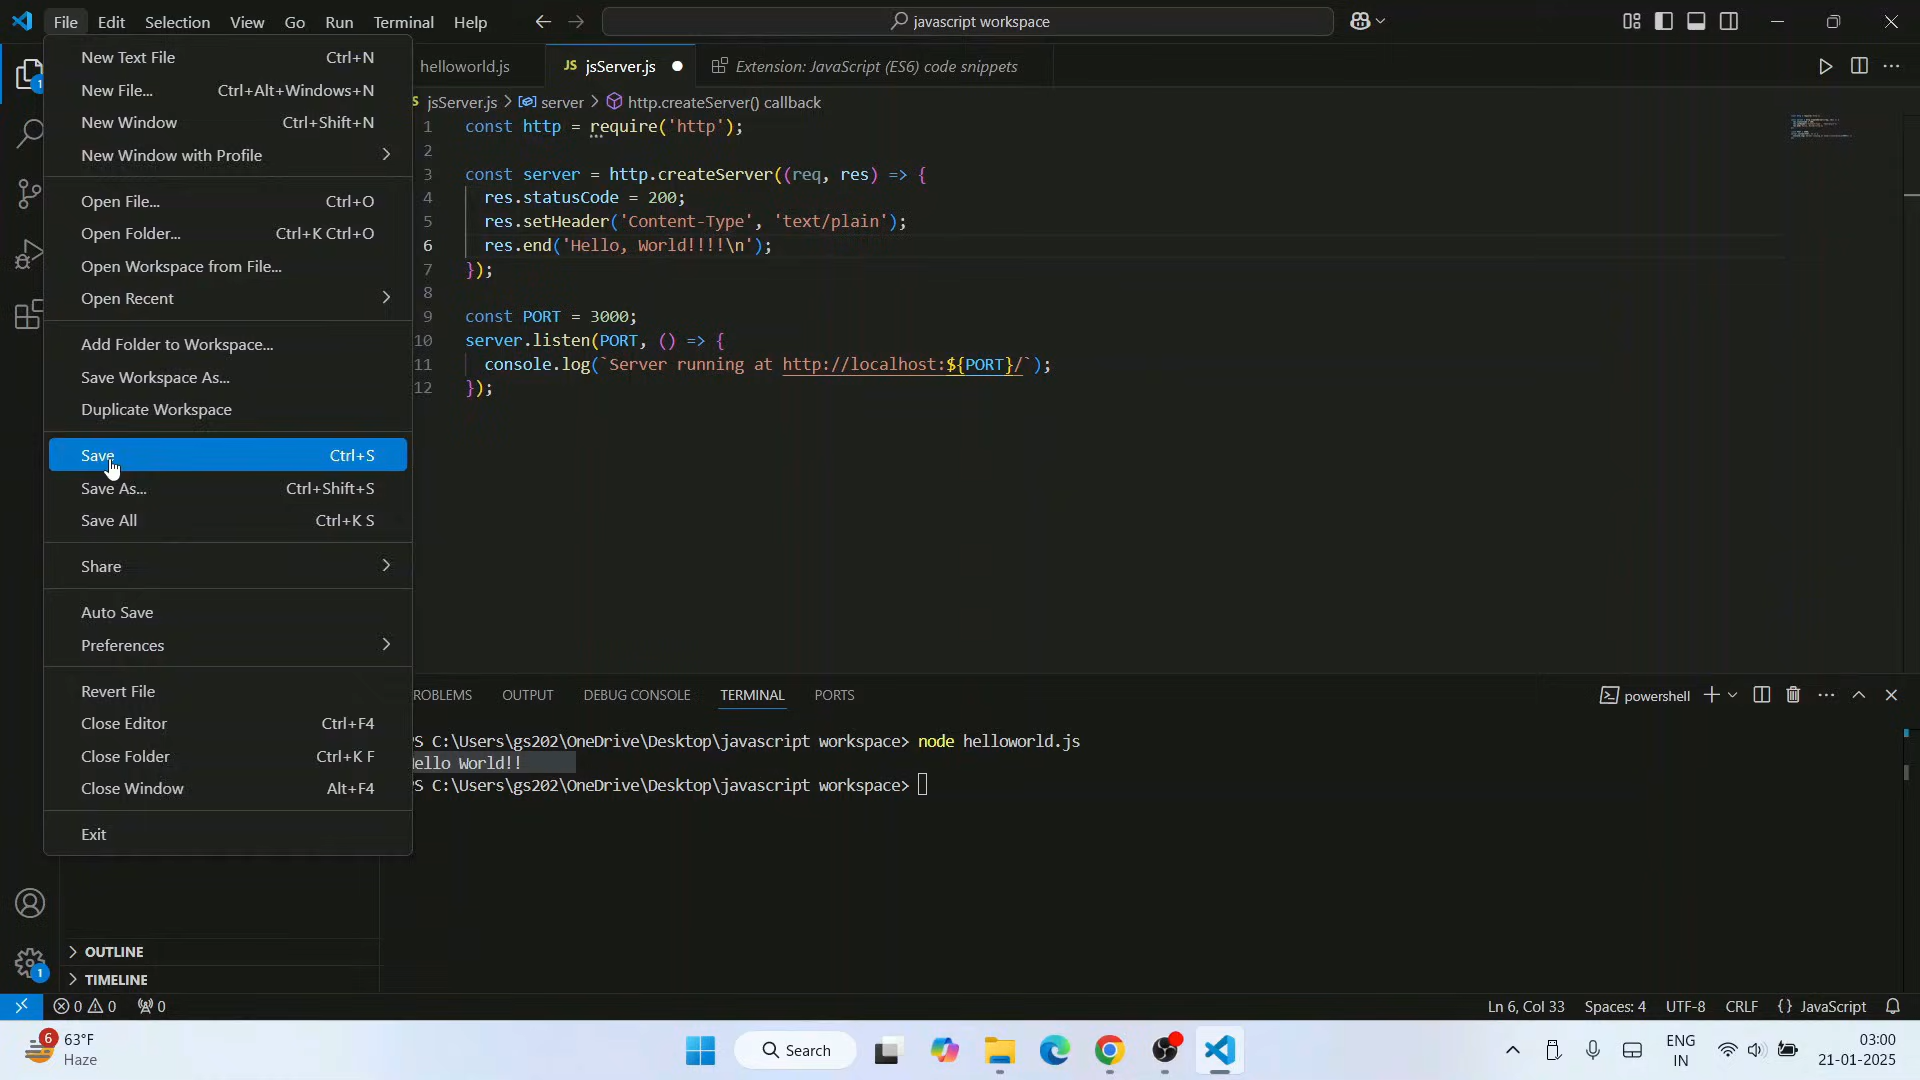 File Edit Selection View Go Run Terminal Help
javascript workspace
New Text File Ctrl+N
New File... Ctrl+Alt+Windows+N
New Window Ctrl+Shift+N
New Window with Profile
Open File... Ctrl+O
Open Folder... Ctrl+K Ctrl+O
Open Workspace from File...
Open Recent
Add Folder to Workspace...
Save Workspace As...
Duplicate Workspace
Save Ctrl+S
Save As... Ctrl+Shift+S
Save All Ctrl+K S
Share
Auto Save
Preferences
Revert File
Close Editor Ctrl+F4
Close Folder Ctrl+K F
Close Window Alt+F4
Exit
1
OUTLINE
TIMELINE
1
helloworld.js JS jsServer.js Extension: JavaScript (ES6) code snippets
S jsServer.js > server > http.createServer() callback
1 const http = require('http');
2
3 const server = http.createServer((req, res) => {
4 res.statusCode = 200;
5 res.setHeader('Content-Type', 'text/plain');
6 res.end('Hello, World!!!!\n');
7 });
8
9 const PORT = 3000;
10 server.listen(PORT, () => {
11 console.log(`Server running at http://localhost:${PORT}/`);
12 });
ROBLEMS OUTPUT DEBUG CONSOLE TERMINAL PORTS
powershell
PS C:\Users\gs202\OneDrive\Desktop\javascript workspace> node helloworld.js
ello World!!
PS C:\Users\gs202\OneDrive\Desktop\javascript workspace>
0 0 0
Ln 6, Col 33 Spaces: 4 UTF-8 CRLF {} JavaScript
6 63°F
Haze
Search
ENG
IN
03:00
21-01-2025